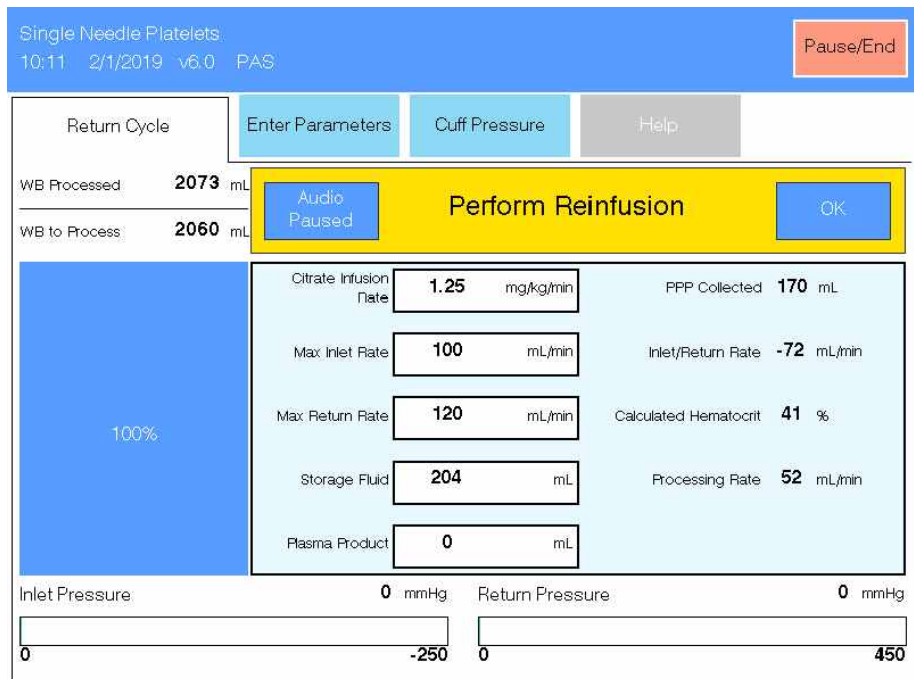 Single Needle Platelets
10:11 2/1/2019 v6.0 PAS
Pause/End
Return Cycle
Enter Parameters
Cuff Pressure
Help
WB Processed 2073 mL
WB to Process 2060 mL
Audio
Paused
Perform Reinfusion
OK
100%
Citrate Infusion
Rate
1.25 mg/kg/min
PPP Collected 170 mL
Max Inlet Rate 100 mL/min
Inlet/Return Rate -72 mL/min
Max Return Rate 120 mL/min
Calculated Hematocrit 41 %
Storage Fluid 204 mL
Processing Rate 52 mL/min
Plasma Product 0 mL
Inlet Pressure 0 mmHg
Return Pressure 0 mmHg
0 -250
0 450